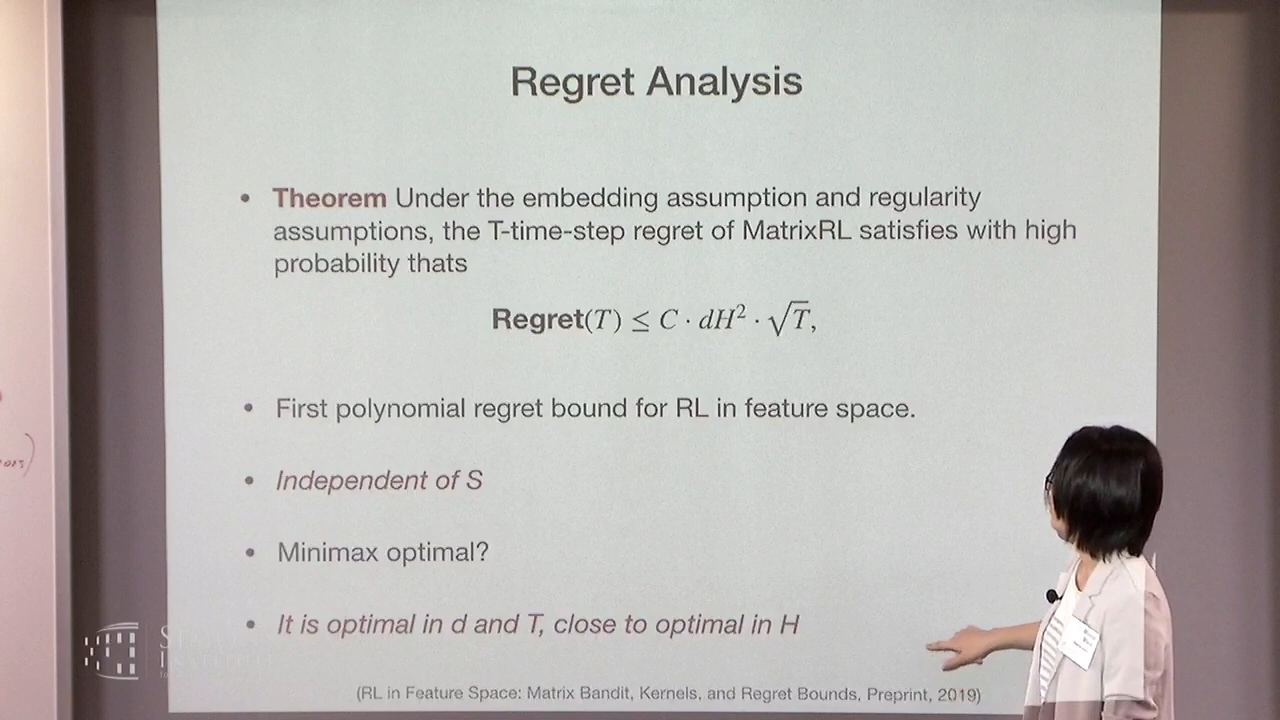 Regret Analysis
• Theorem Under the embedding assumption and regularity
assumptions, the T-time-step regret of MatrixRL satisfies with high
probability thats
Regret(T) ≤ C · dH² · √T,
• First polynomial regret bound for RL in feature space.
• Independent of S
• Minimax optimal?
• It is optimal in d and T, close to optimal in H
(RL in Feature Space: Matrix Bandit, Kernels, and Regret Bounds, Preprint, 2019)